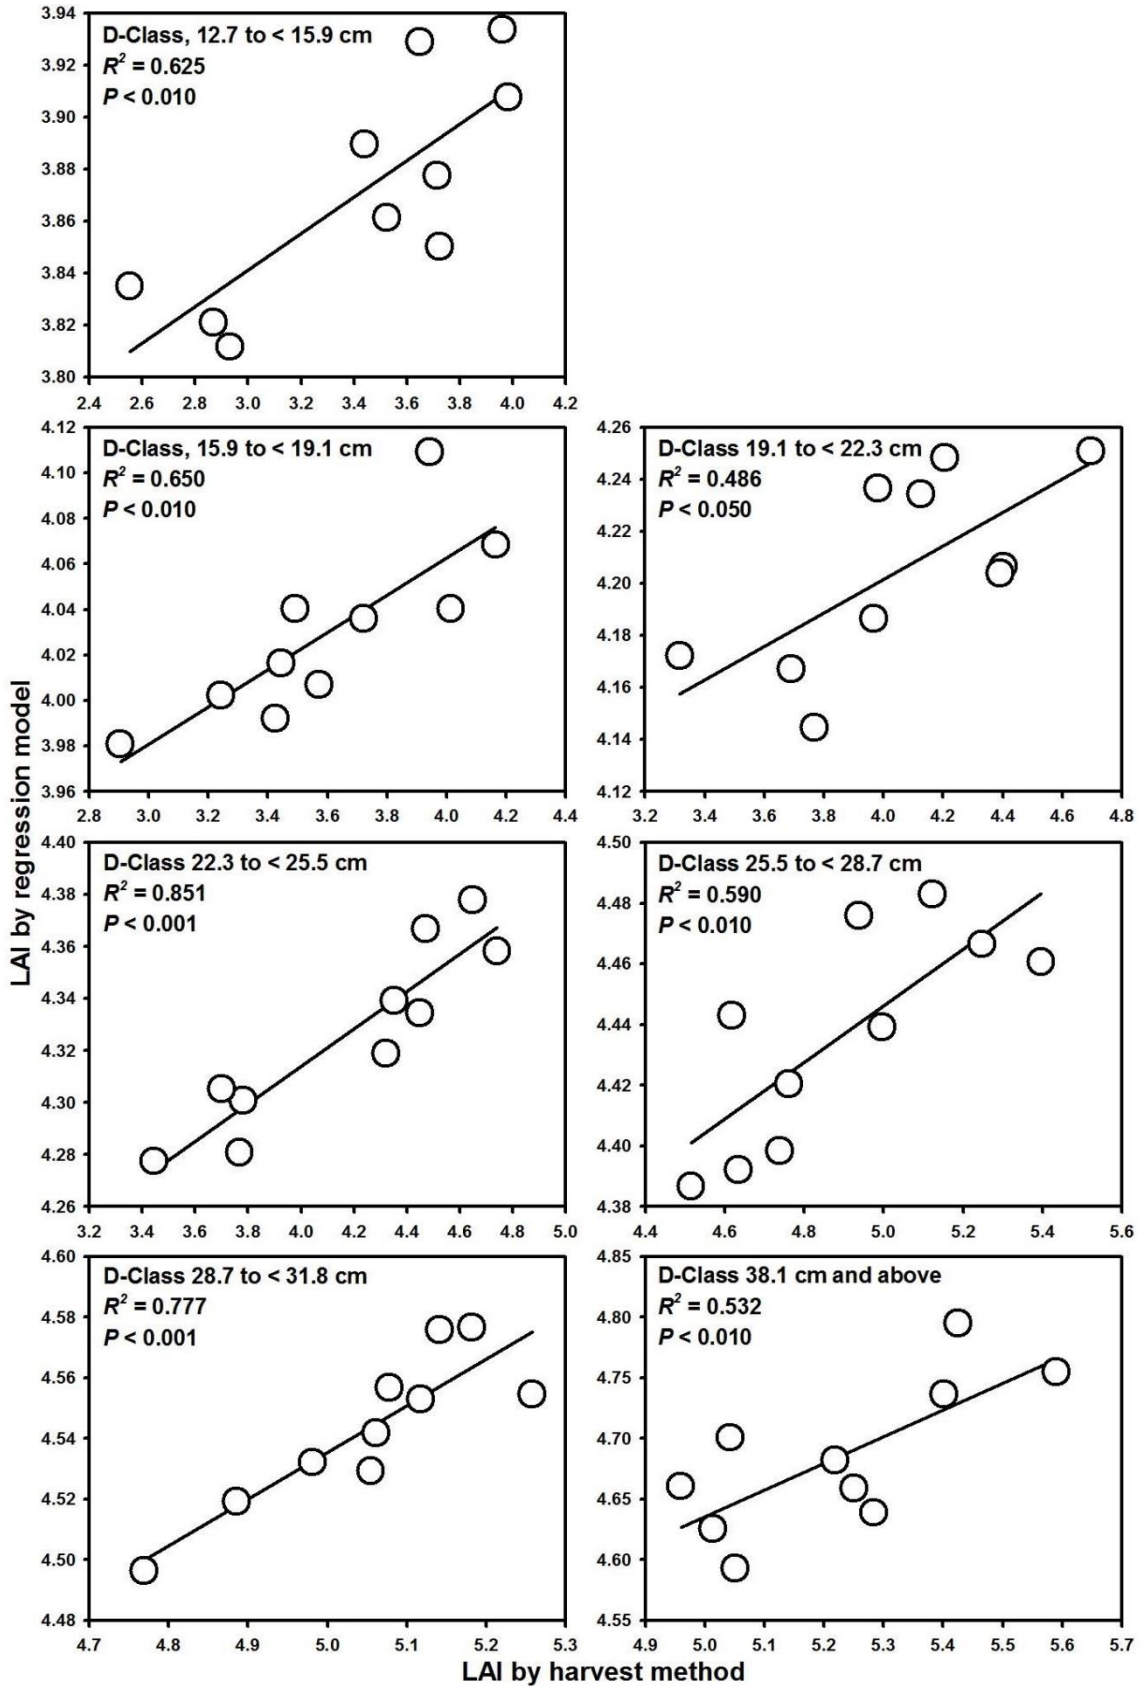 LAI by regression model
D-Class, 12.7 to < 15.9 cm
R² = 0.625
P < 0.010
3.94
3.92
3.90
3.88
3.86
3.84
3.82
3.80
2.4 2.6 2.8 3.0 3.2 3.4 3.6 3.8 4.0 4.2
D-Class, 15.9 to < 19.1 cm
R² = 0.650
P < 0.010
4.12
4.10
4.08
4.06
4.04
4.02
4.00
3.98
3.96
2.8 3.0 3.2 3.4 3.6 3.8 4.0 4.2 4.4
D-Class 19.1 to < 22.3 cm
R² = 0.486
P < 0.050
4.26
4.24
4.22
4.20
4.18
4.16
4.14
4.12
3.2 3.4 3.6 3.8 4.0 4.2 4.4 4.6 4.8
D-Class 22.3 to < 25.5 cm
R² = 0.851
P < 0.001
4.40
4.38
4.36
4.34
4.32
4.30
4.28
4.26
3.2 3.4 3.6 3.8 4.0 4.2 4.4 4.6 4.8 5.0
D-Class 25.5 to < 28.7 cm
R² = 0.590
P < 0.010
4.50
4.48
4.46
4.44
4.42
4.40
4.38
4.4 4.6 4.8 5.0 5.2 5.4 5.6
D-Class 28.7 to < 31.8 cm
R² = 0.777
P < 0.001
4.60
4.58
4.56
4.54
4.52
4.50
4.48
4.7 4.8 4.9 5.0 5.1 5.2 5.3
D-Class 38.1 cm and above
R² = 0.532
P < 0.010
4.85
4.80
4.75
4.70
4.65
4.60
4.55
4.9 5.0 5.1 5.2 5.3 5.4 5.5 5.6 5.7
LAI by harvest method